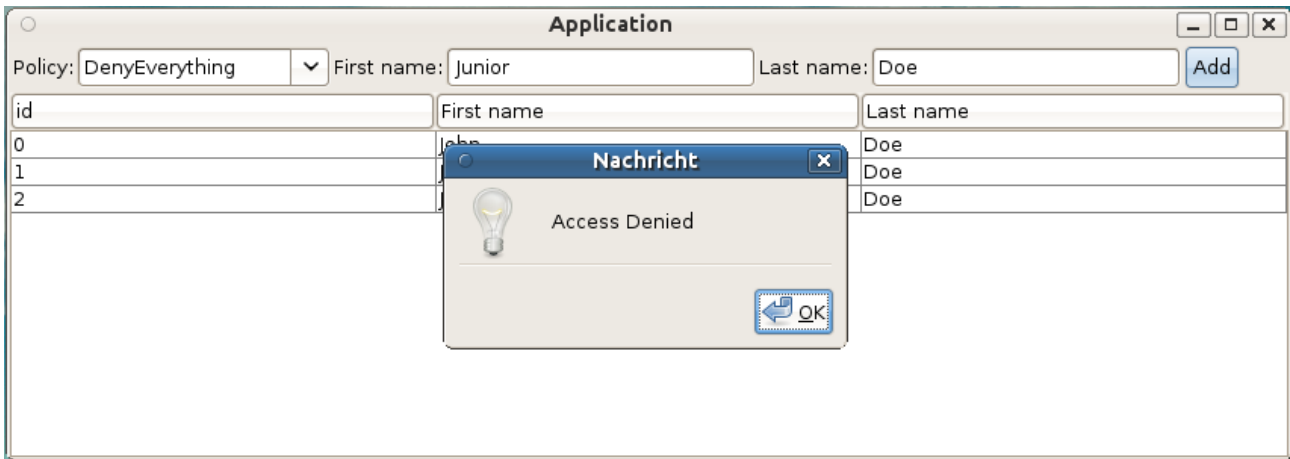 Application
Policy: DenyEverything First name: Junior Last name: Doe Add
id First name Last name
0 John Doe
1 Doe
2 Doe
Nachricht
Access Denied
OK